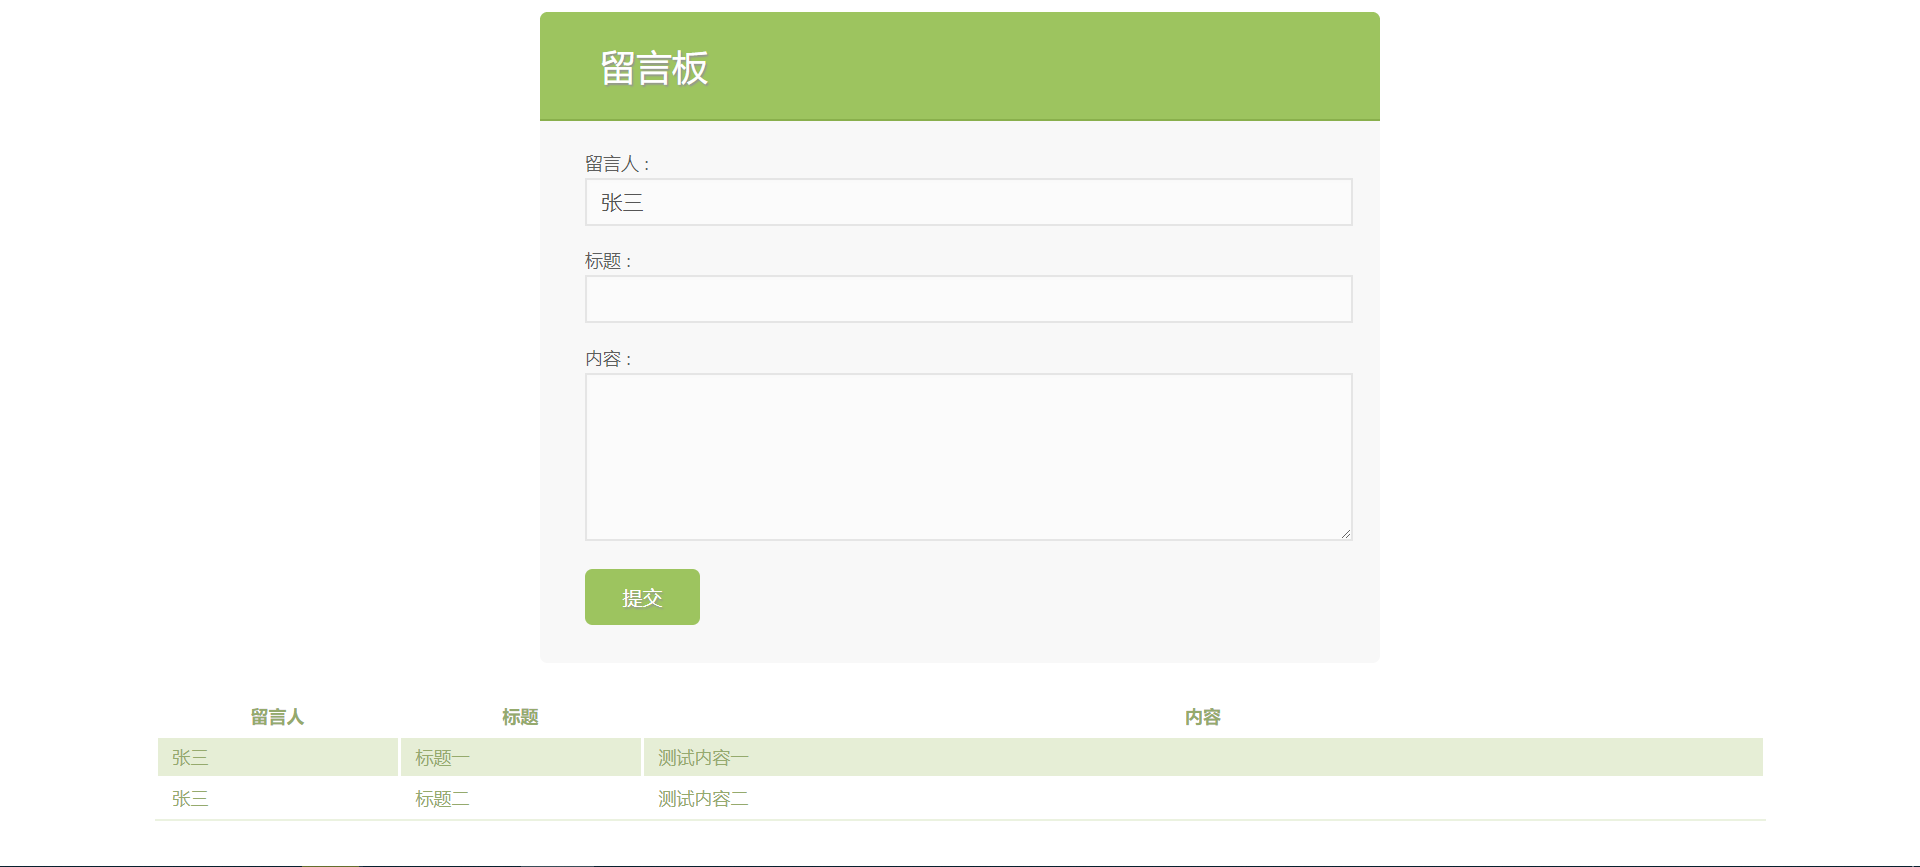 留言板
留言人 :
张三
标题 :
内容 :
提交
留言人 标题 内容
张三 标题一 测试内容一
张三 标题二 测试内容二